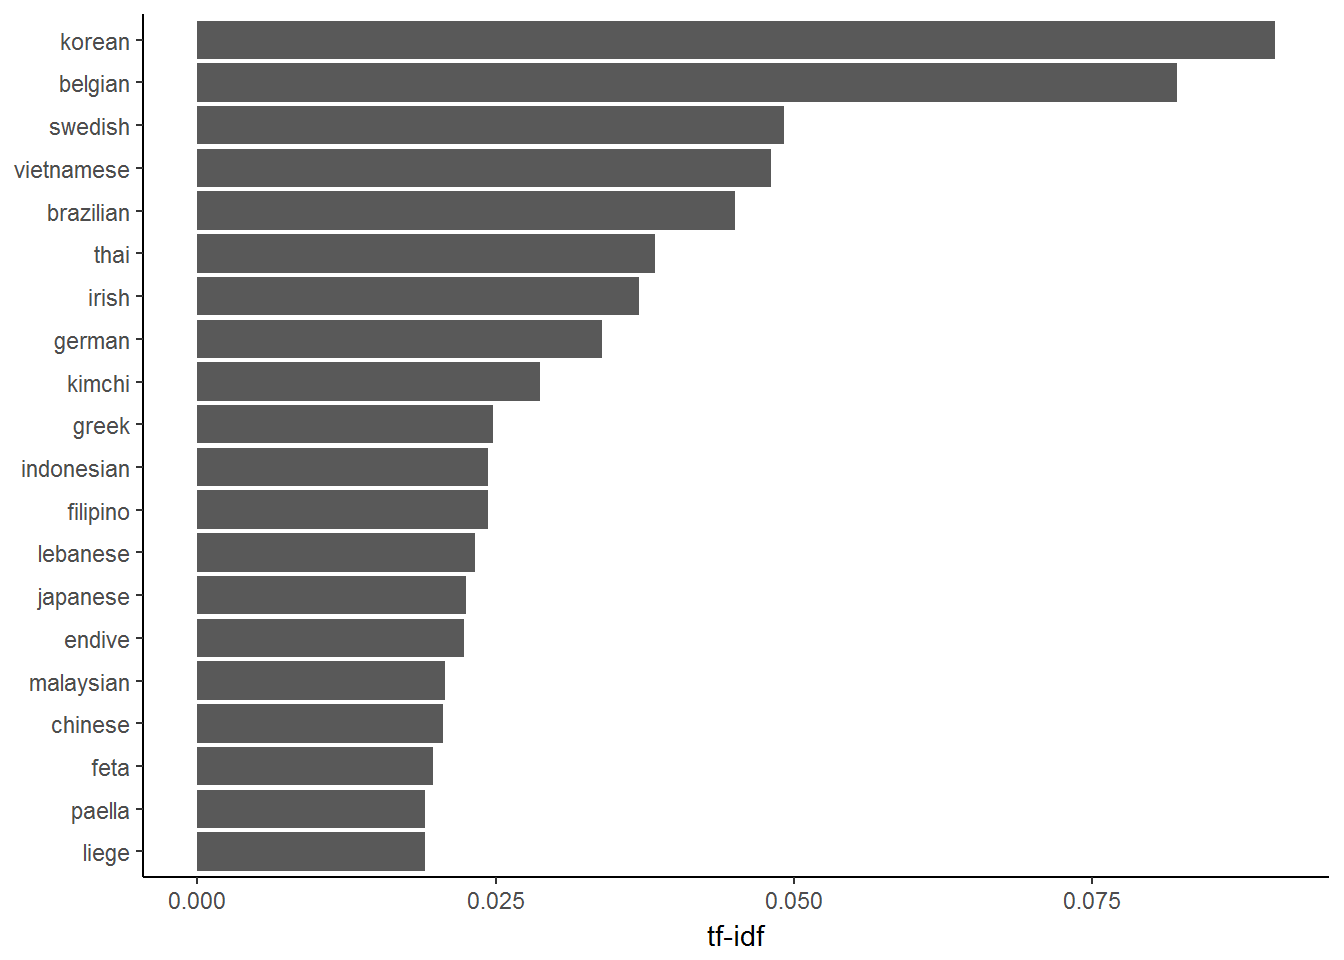 korean
belgian
swedish
vietnamese
brazilian
thai
irish
german
kimchi
greek
indonesian
filipino
lebanese
japanese
endive
malaysian
chinese
feta
paella
liege
0.000 0.025 0.050 0.075
tf-idf